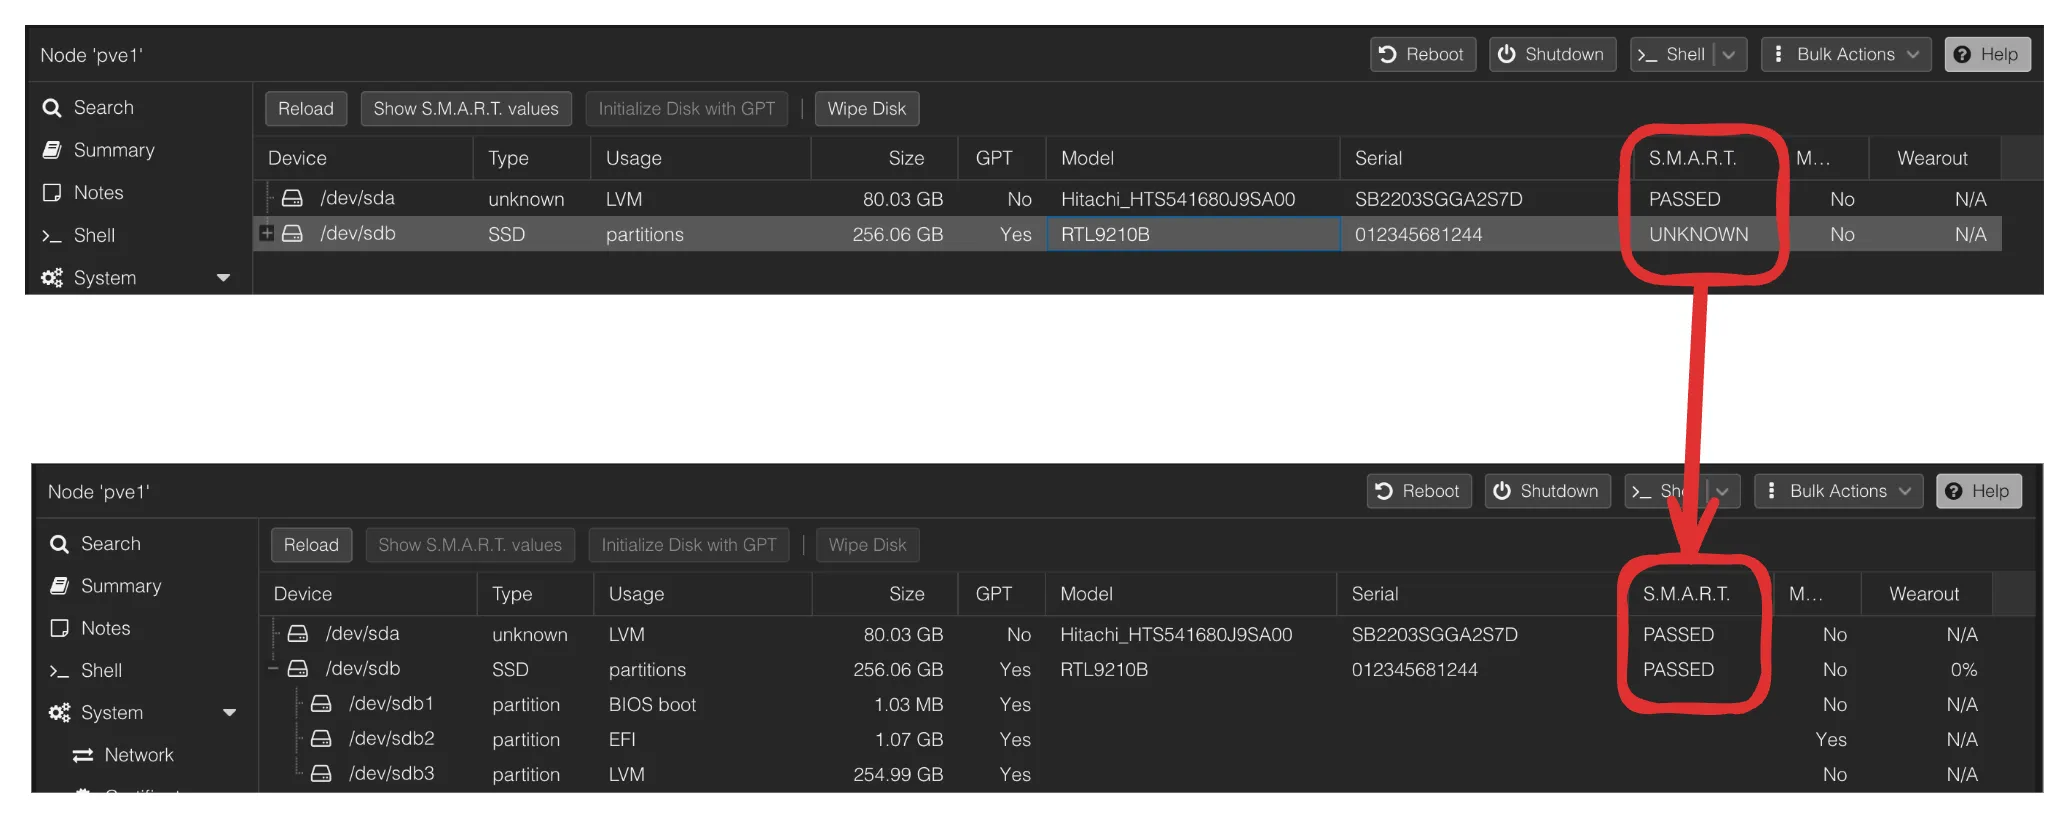 Node 'pve1' Reboot Shutdown >_ Shell Bulk Actions Help
Search Reload Show S.M.A.R.T. values Initialize Disk with GPT Wipe Disk
Summary Device Type Usage Size GPT Model Serial S.M.A.R.T. M... Wearout
Notes /dev/sda unknown LVM 80.03 GB No Hitachi_HTS541680J9SA00 SB2203SGGA2S7D PASSED No N/A
>_ Shell /dev/sdb SSD partitions 256.06 GB Yes RTL9210B 012345681244 UNKNOWN No N/A
System
Node 'pve1' Reboot Shutdown >_ Bulk Actions Help
Search Reload Show S.M.A.R.T. values Initialize Disk with GPT Wipe Disk
Summary Device Type Usage Size GPT Model Serial S.M.A.R.T. M... Wearout
Notes /dev/sda unknown LVM 80.03 GB No Hitachi_HTS541680J9SA00 SB2203SGGA2S7D PASSED No N/A
>_ Shell /dev/sdb SSD partitions 256.06 GB Yes RTL9210B 012345681244 PASSED No 0%
System /dev/sdb1 partition BIOS boot 1.03 MB Yes No N/A
Network /dev/sdb2 partition EFI 1.07 GB Yes Yes N/A
/dev/sdb3 partition LVM 254.99 GB Yes No N/A